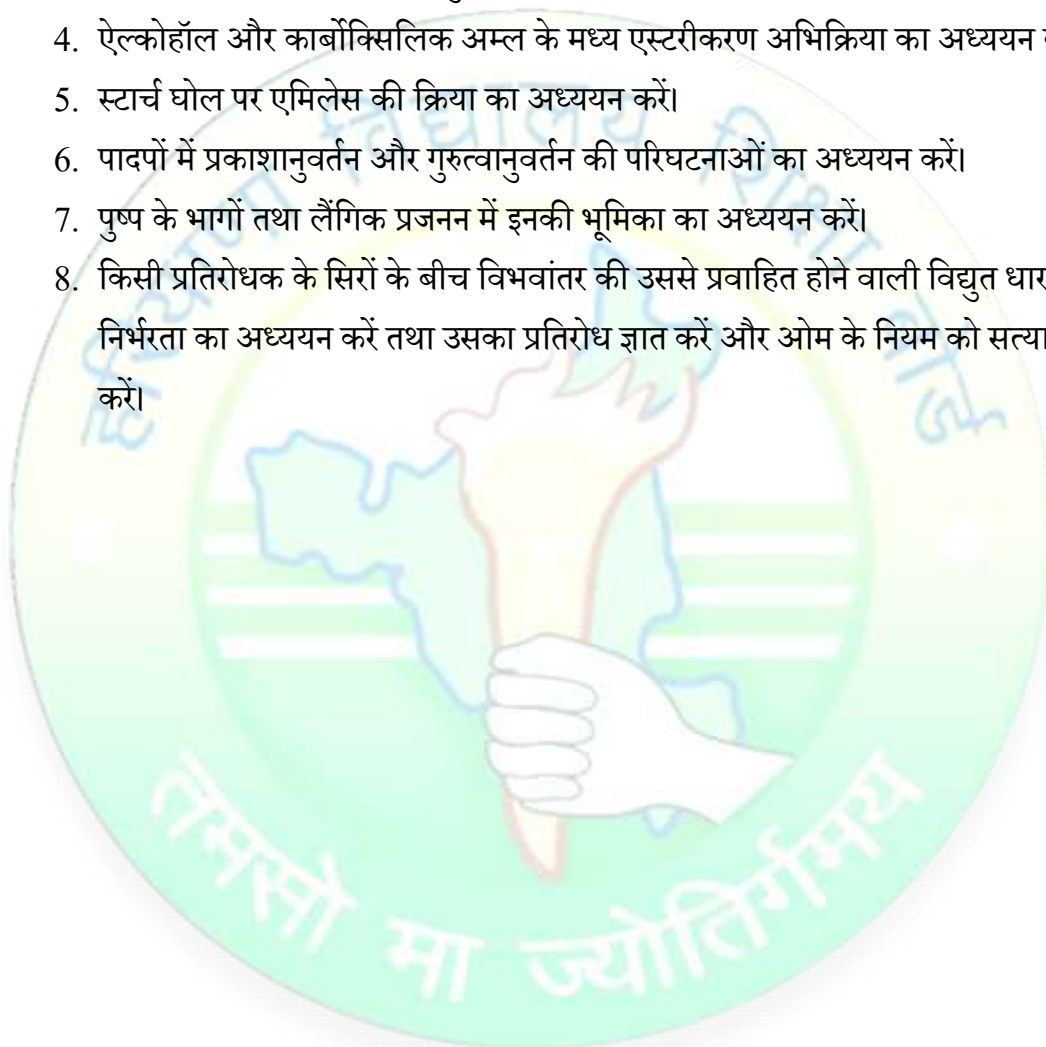 4. ऐल्कोहॉल और कार्बोक्सिलिक अम्ल के मध्य एस्टरीकरण अभिक्रिया का अध्ययन
5. स्टार्च घोल पर एमिलेस की क्रिया का अध्ययन करें।
6. पादपों में प्रकाशानुवर्तन और गुरुत्वानुवर्तन की परिघटनाओं का अध्ययन करें।
7. पुष्प के भागों तथा लैंगिक प्रजनन में इनकी भूमिका का अध्ययन करें।
8. किसी प्रतिरोधक के सिरों के बीच विभवांतर की उससे प्रवाहित होने वाली विद्युत धार
निर्भरता का अध्ययन करें तथा उसका प्रतिरोध ज्ञात करें और ओम के नियम को सत्या
करें।
हरियाणा विद्यालय शिक्षा बोर्ड
तमसो मा ज्योतिर्गमय